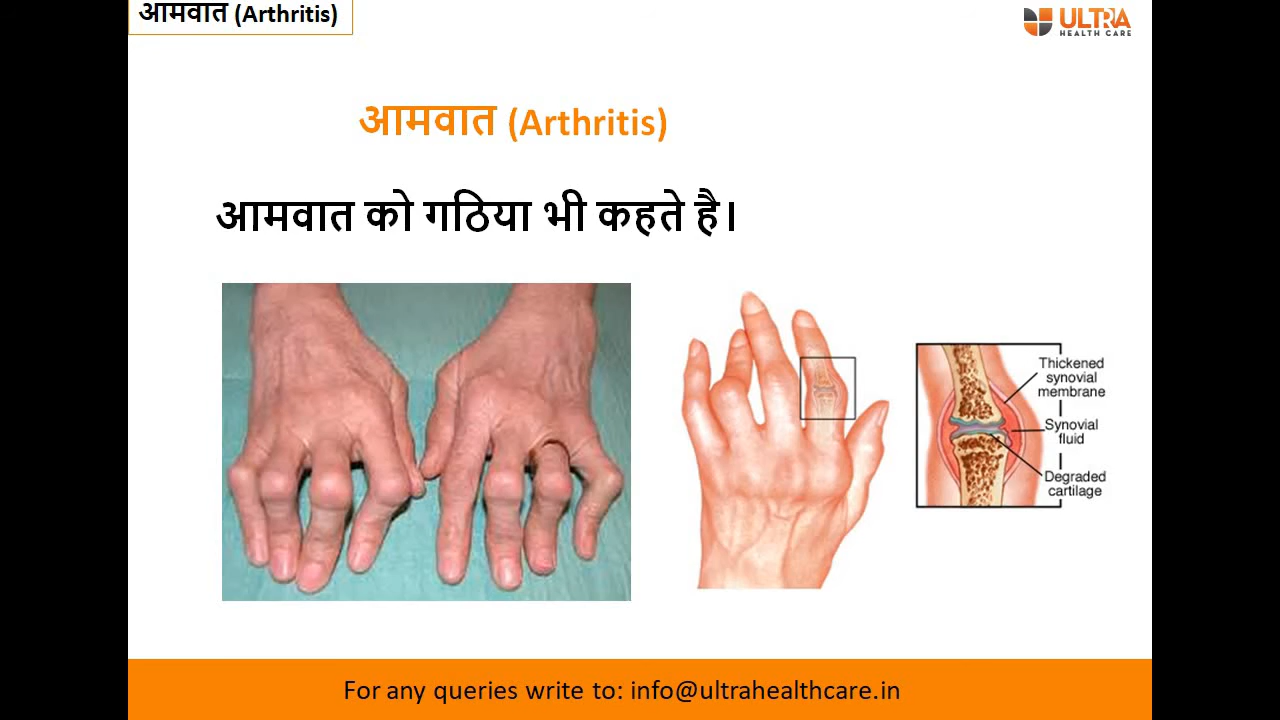 आमवात (Arthritis)
ULTRA
HEALTH CARE
आमवात (Arthritis)
आमवात को गठिया भी कहते है।
Thickened
synovial
membrane
Synovial
fluid
Degraded
cartilage
For any queries write to: info@ultrahealthcare.in